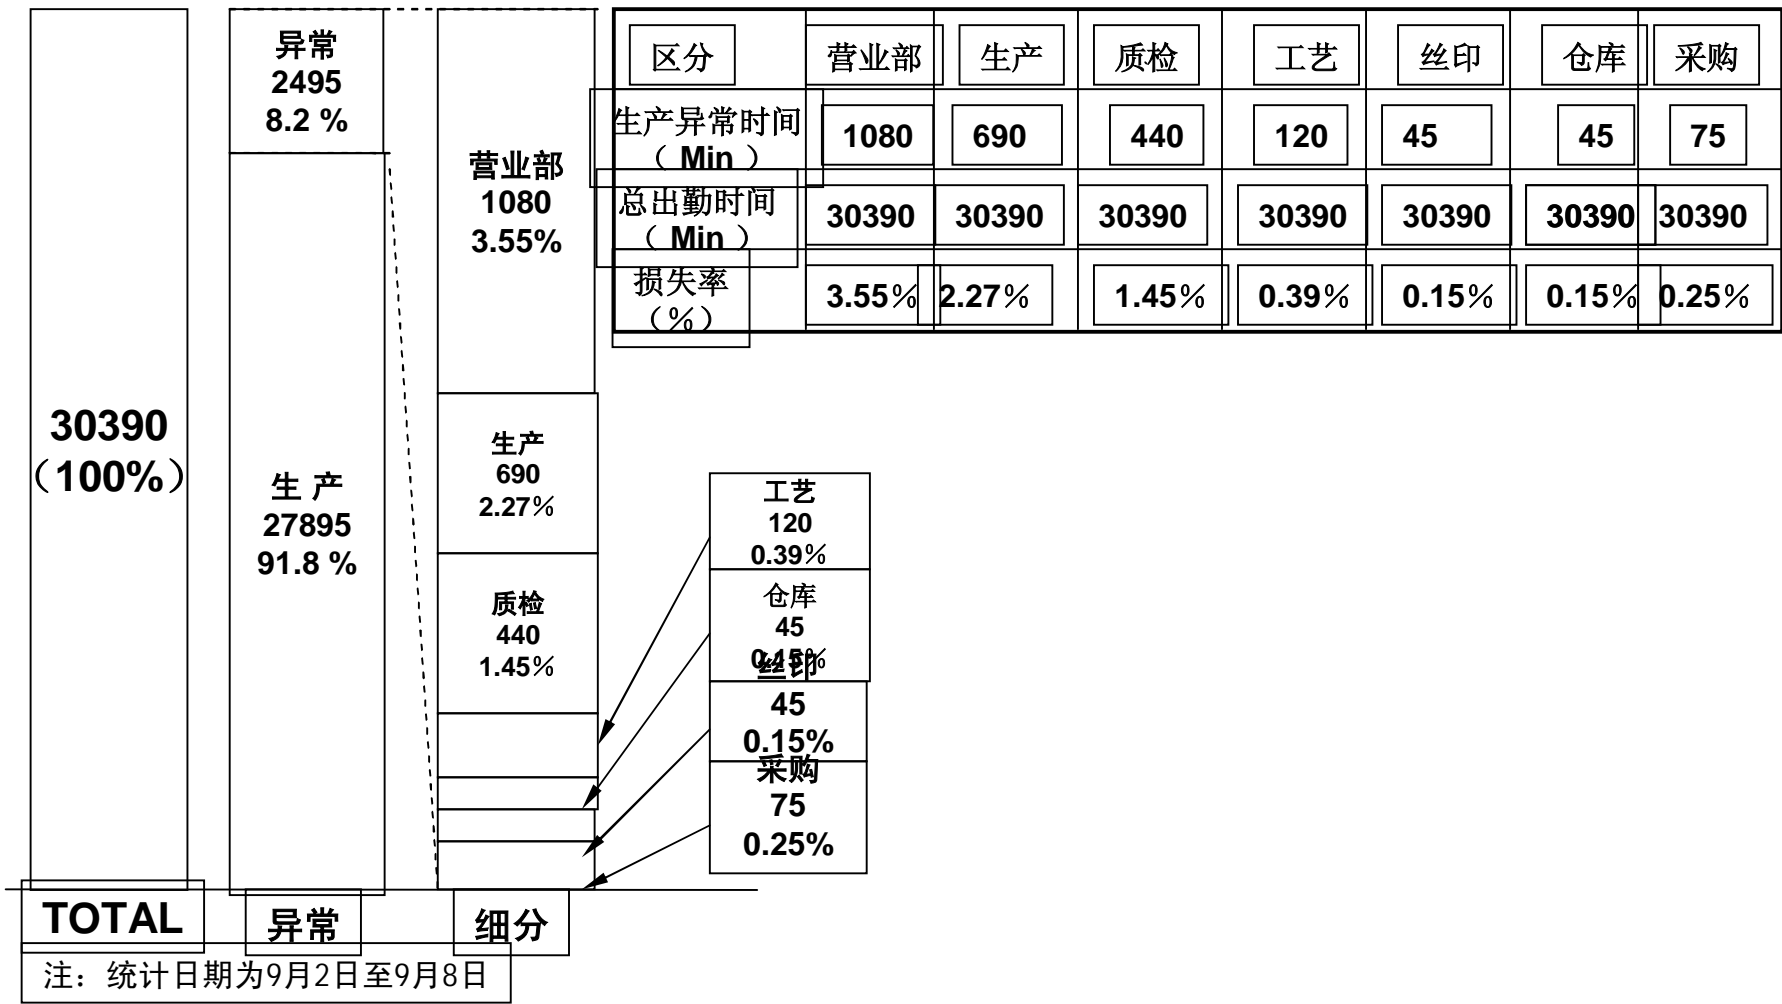 30390
（100%）
TOTAL
异常
2495
8.2 %
生 产
27895
91.8 %
异常
营业部
1080
3.55%
生产
690
2.27%
质检
440
1.45%
细分
工艺
120
0.39%
仓库
45
0.15%
丝印
45
0.15%
采购
75
0.25%
区分 营业部 生产 质检 工艺 丝印 仓库 采购
生产异常时间
（ Min ）
1080 690 440 120 45 45 75
总出勤时间
（ Min ）
30390 30390 30390 30390 30390 30390 30390
损失率
（%）
3.55% 2.27% 1.45% 0.39% 0.15% 0.15% 0.25%
注：统计日期为9月2日至9月8日